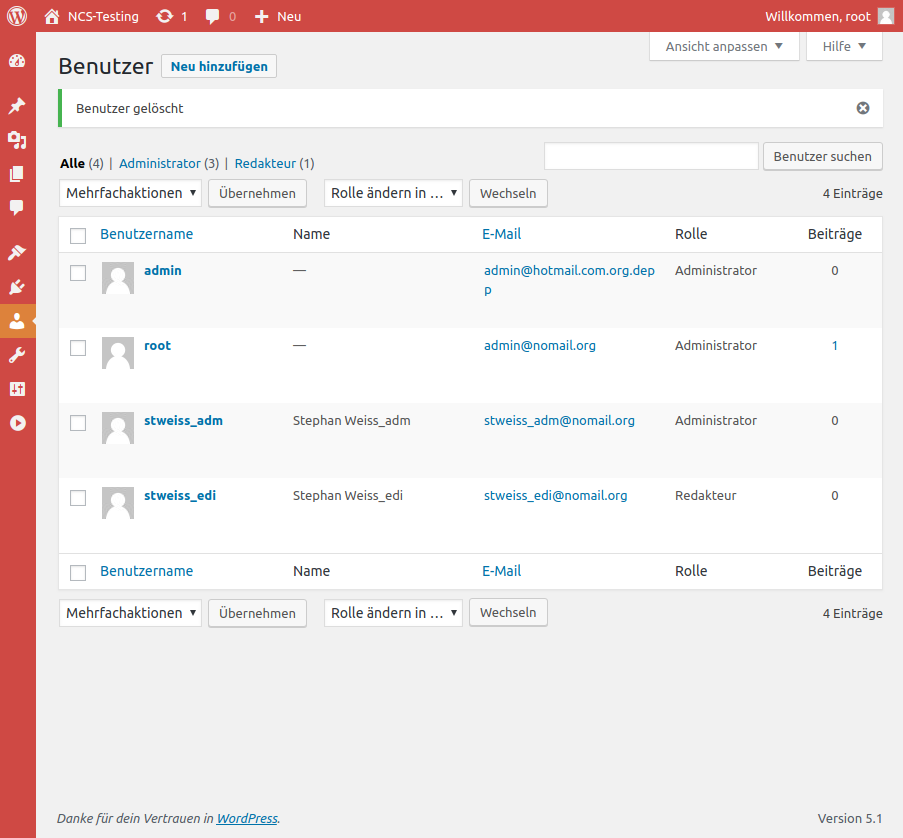 NCS-Testing 1 0 Neu Willkommen, root
Ansicht anpassen Hilfe
Benutzer Neu hinzufügen
Benutzer gelöscht
Alle (4) | Administrator (3) | Redakteur (1) Benutzer suchen
Mehrfachaktionen Übernehmen Rolle ändern in … Wechseln 4 Einträge
Benutzername Name E-Mail Rolle Beiträge
admin — admin@hotmail.com.org.dep Administrator 0
p
root — admin@nomail.org Administrator 1
stweiss_adm Stephan Weiss_adm stweiss_adm@nomail.org Administrator 0
stweiss_edi Stephan Weiss_edi stweiss_edi@nomail.org Redakteur 0
Benutzername Name E-Mail Rolle Beiträge
Mehrfachaktionen Übernehmen Rolle ändern in … Wechseln 4 Einträge
Danke für dein Vertrauen in WordPress. Version 5.1